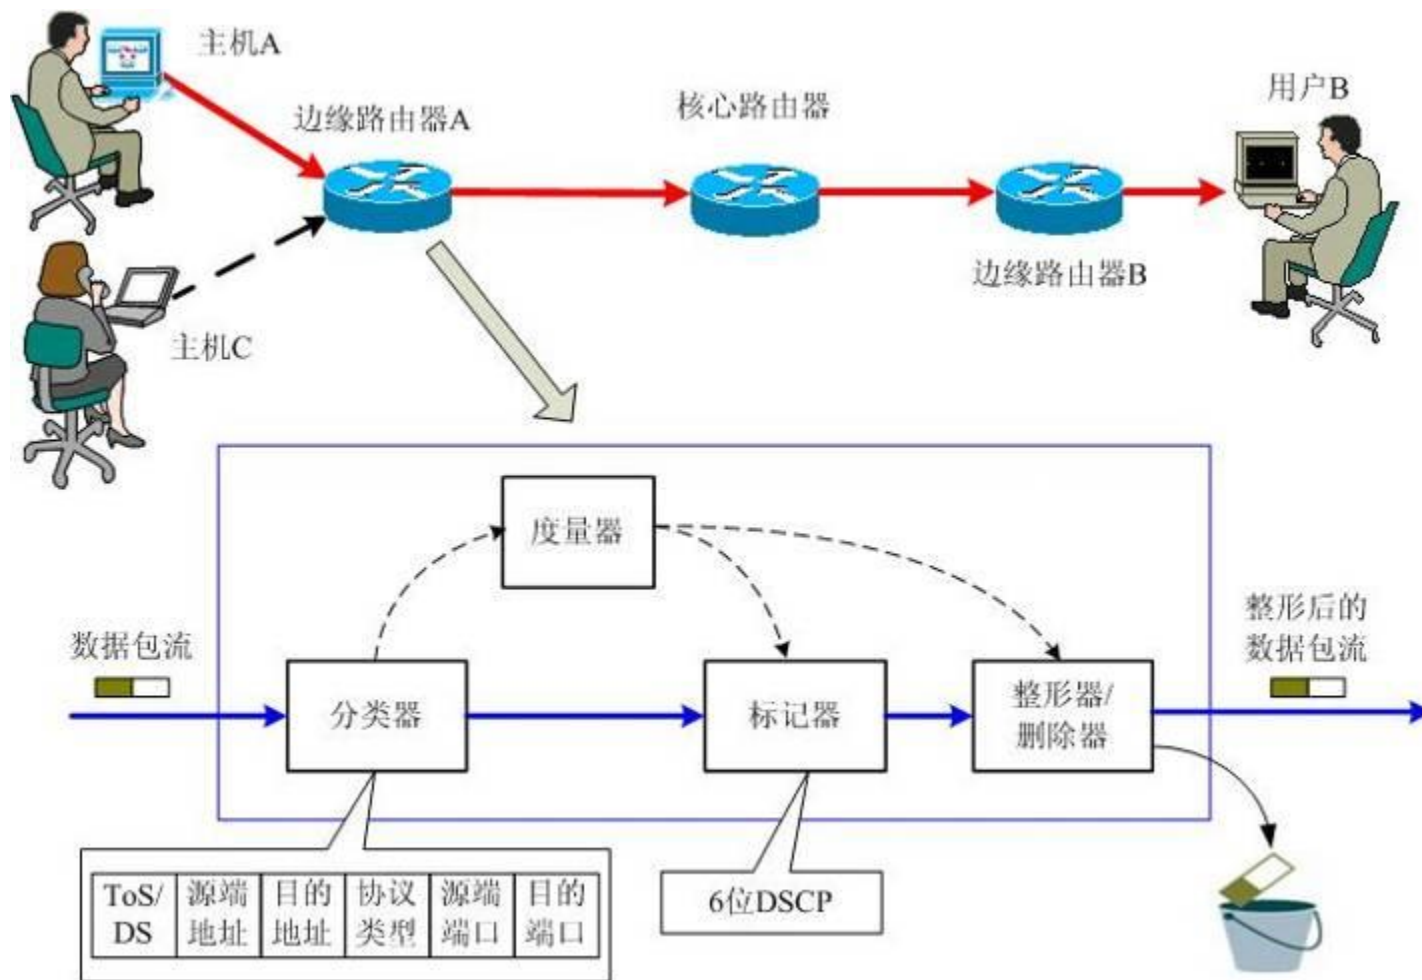 主机A
用户B
边缘路由器A
核心路由器
边缘路由器B
主机C
度量器
数据包流
整形后的
数据包流
分类器
标记器
整形器/
删除器
ToS/
DS
源端
地址
目的
地址
协议
类型
源端
端口
目的
端口
6位DSCP